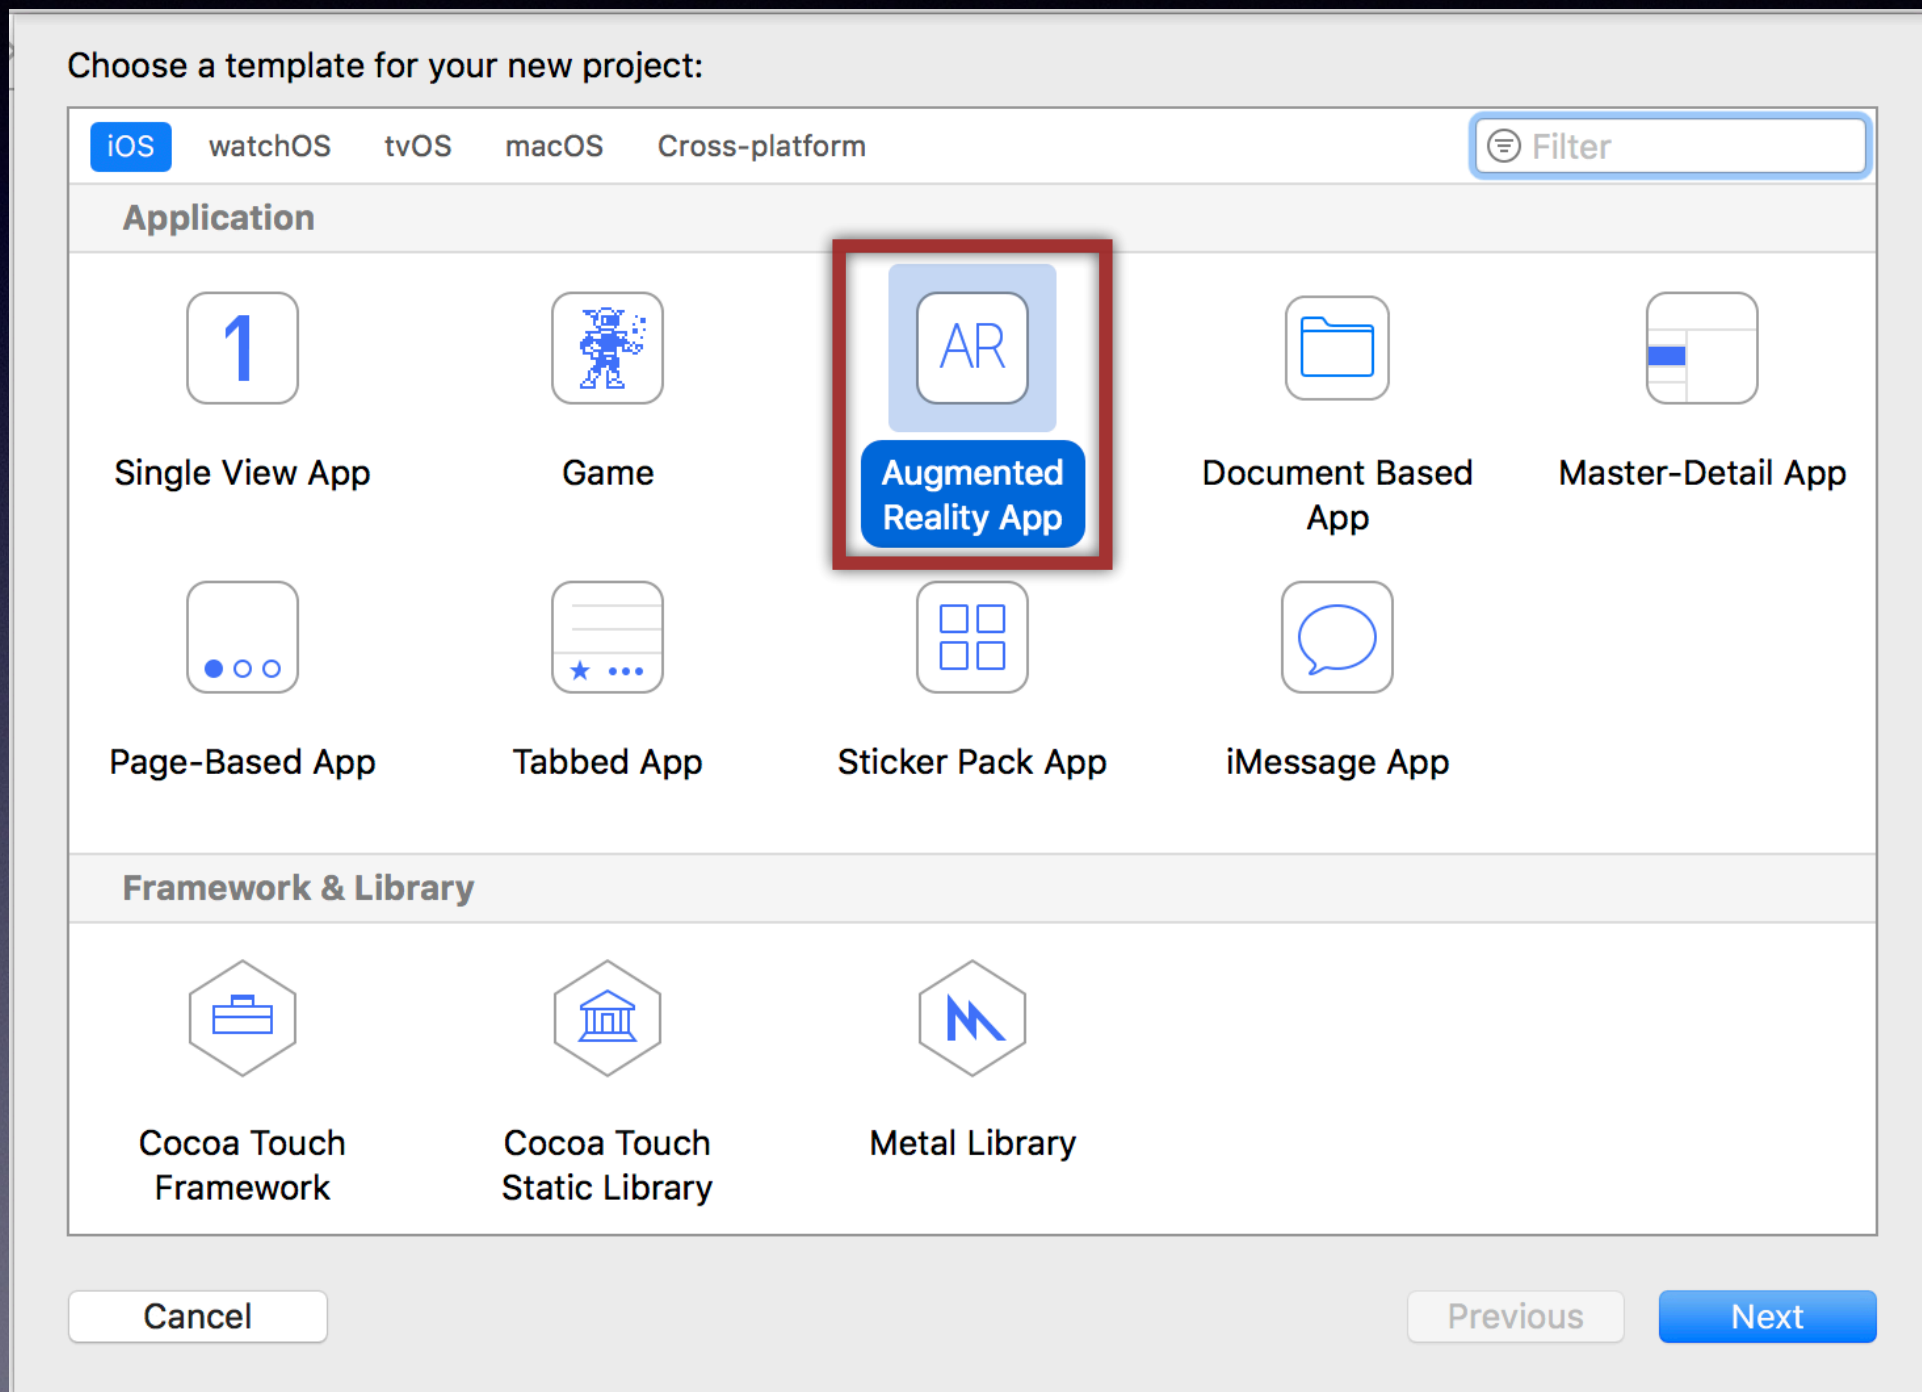 Choose a template for your new project:
iOS watchOS tvOS macOS Cross-platform Filter
Application
1 AR
Single View App Game Augmented Document Based Master-Detail App
Reality App App
Page-Based App Tabbed App Sticker Pack App iMessage App
Framework & Library
Cocoa Touch Cocoa Touch Metal Library
Framework Static Library
Cancel Previous Next